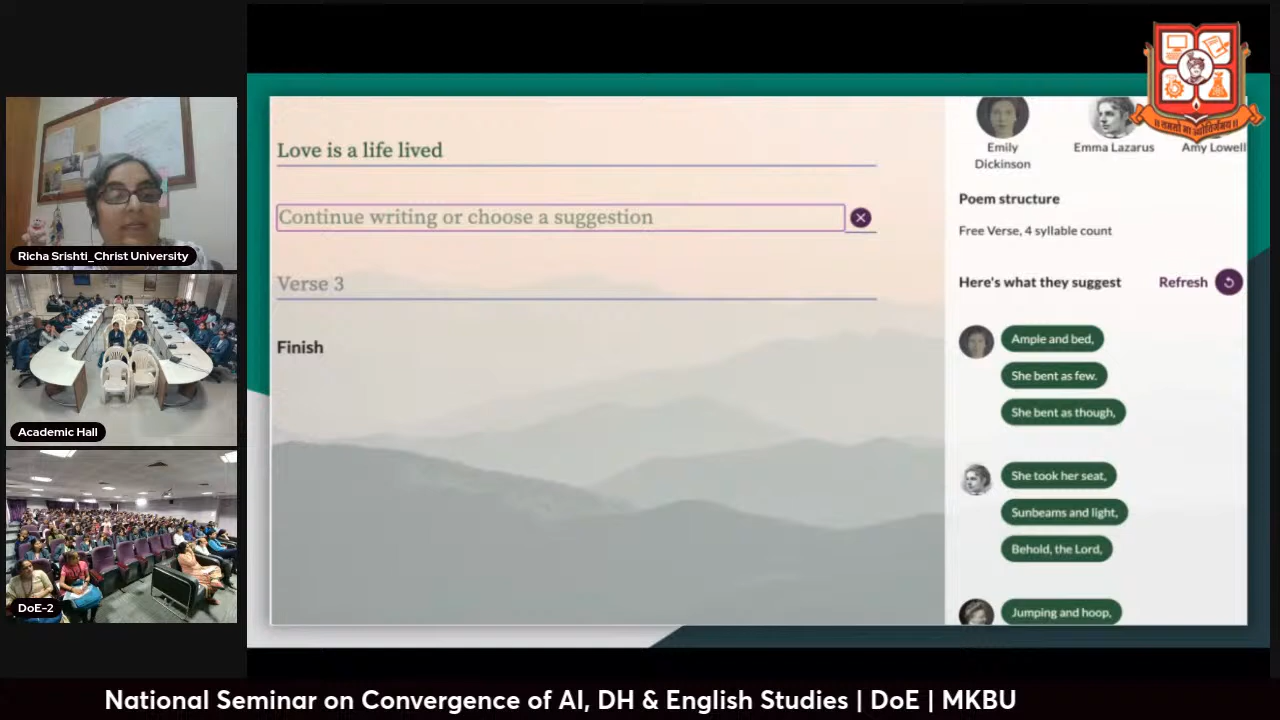 Richa Srishti_Christ University
Academic Hall
DoE-2
Love is a life lived
Continue writing or choose a suggestion
Verse 3
Finish
Emily
Dickinson
Emma Lazarus
Amy Lowell
Poem structure
Free Verse, 4 syllable count
Here's what they suggest
Refresh
Ample and bed,
She bent as few.
She bent as though,
She took her seat,
Sunbeams and light,
Behold, the Lord,
Jumping and hoop,
National Seminar on Convergence of AI, DH & English Studies | DoE | MKBU